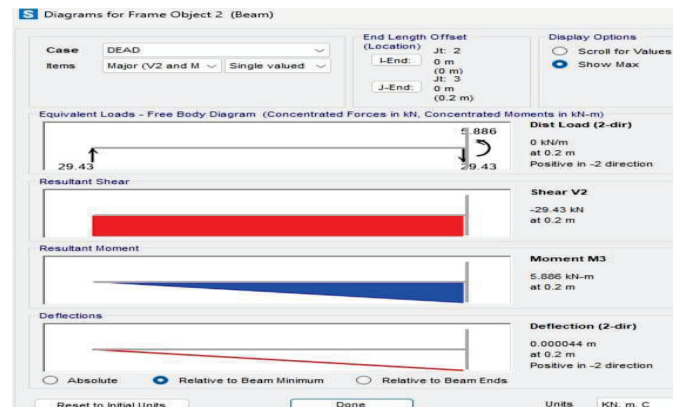 S Diagrams for Frame Object 2 (Beam)
Case DEAD
Items Major (V2 and M Single valued
End Length Offset
(Location)
Jt: 2
I-End: 0 m
(0 m)
Jt: 3
J-End: 0 m
(0.2 m)
Display Options
Scroll for Values
Show Max
Equivalent Loads - Free Body Diagram (Concentrated Forces in kN, Concentrated Moments in kN-m)
5.886
29.43
29.43
Dist Load (2-dir)
0 kN/m
at 0.2 m
Positive in -2 direction
Resultant Shear
Shear V2
-29.43 kN
at 0.2 m
Resultant Moment
Moment M3
5.886 kN-m
at 0.2 m
Deflections
Deflection (2-dir)
0.000044 m
at 0.2 m
Positive in -2 direction
Absolute Relative to Beam Minimum Relative to Beam Ends
Reset to Initial Units Done Units KN, m, C